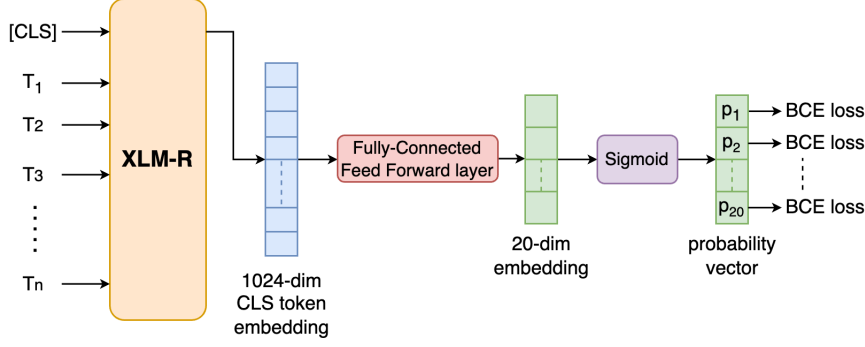 [CLS]
T1
T2
T3
Tn
XLM-R
1024-dim
CLS token
embedding
Fully-Connected
Feed Forward layer
20-dim
embedding
Sigmoid
p1
p2
p20
probability
vector
BCE loss
BCE loss
BCE loss